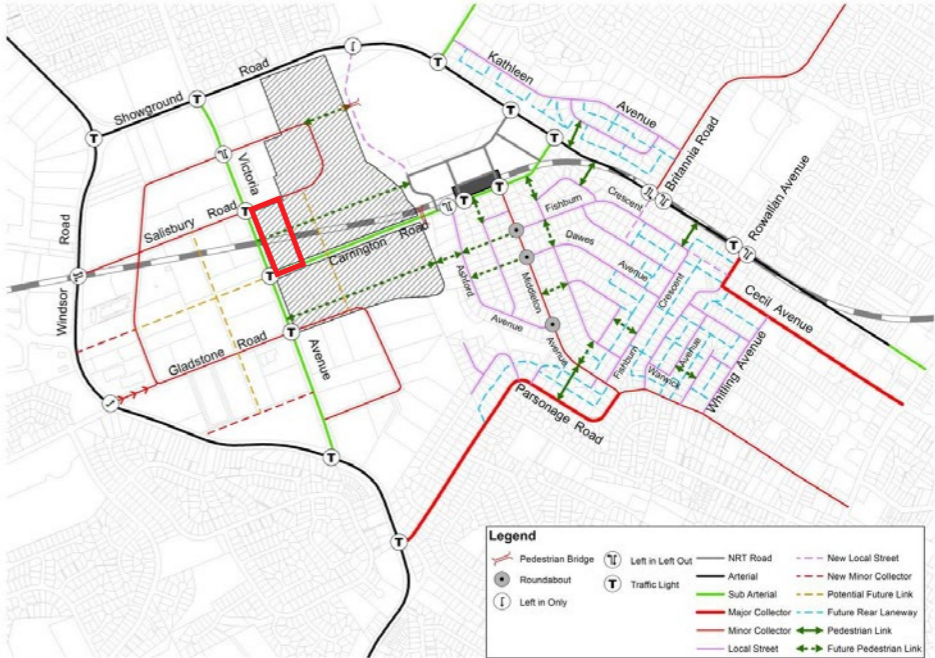 Showground Road
Kathleen Avenue
Britannia Road
Rowallan Avenue
Victoria Avenue
Salisbury Road
Windsor Road
Carrington Road
Gladstone Road
Ashford Avenue
Middleton Avenue
Fishburn Crescent
Dawes Avenue
Fishburn Crescent
Warwick Avenue
Whitling Avenue
Cecil Avenue
Parsonage Road
T
T
T
T
T
T
T
T
T
T
T
T
T
T
Legend
Pedestrian Bridge
Roundabout
Left in Only
Left in Left Out
T Traffic Light
NRT Road
Arterial
Sub Arterial
Major Collector
Minor Collector
Local Street
New Local Street
New Minor Collector
Potential Future Link
Future Rear Laneway
Pedestrian Link
Future Pedestrian Link